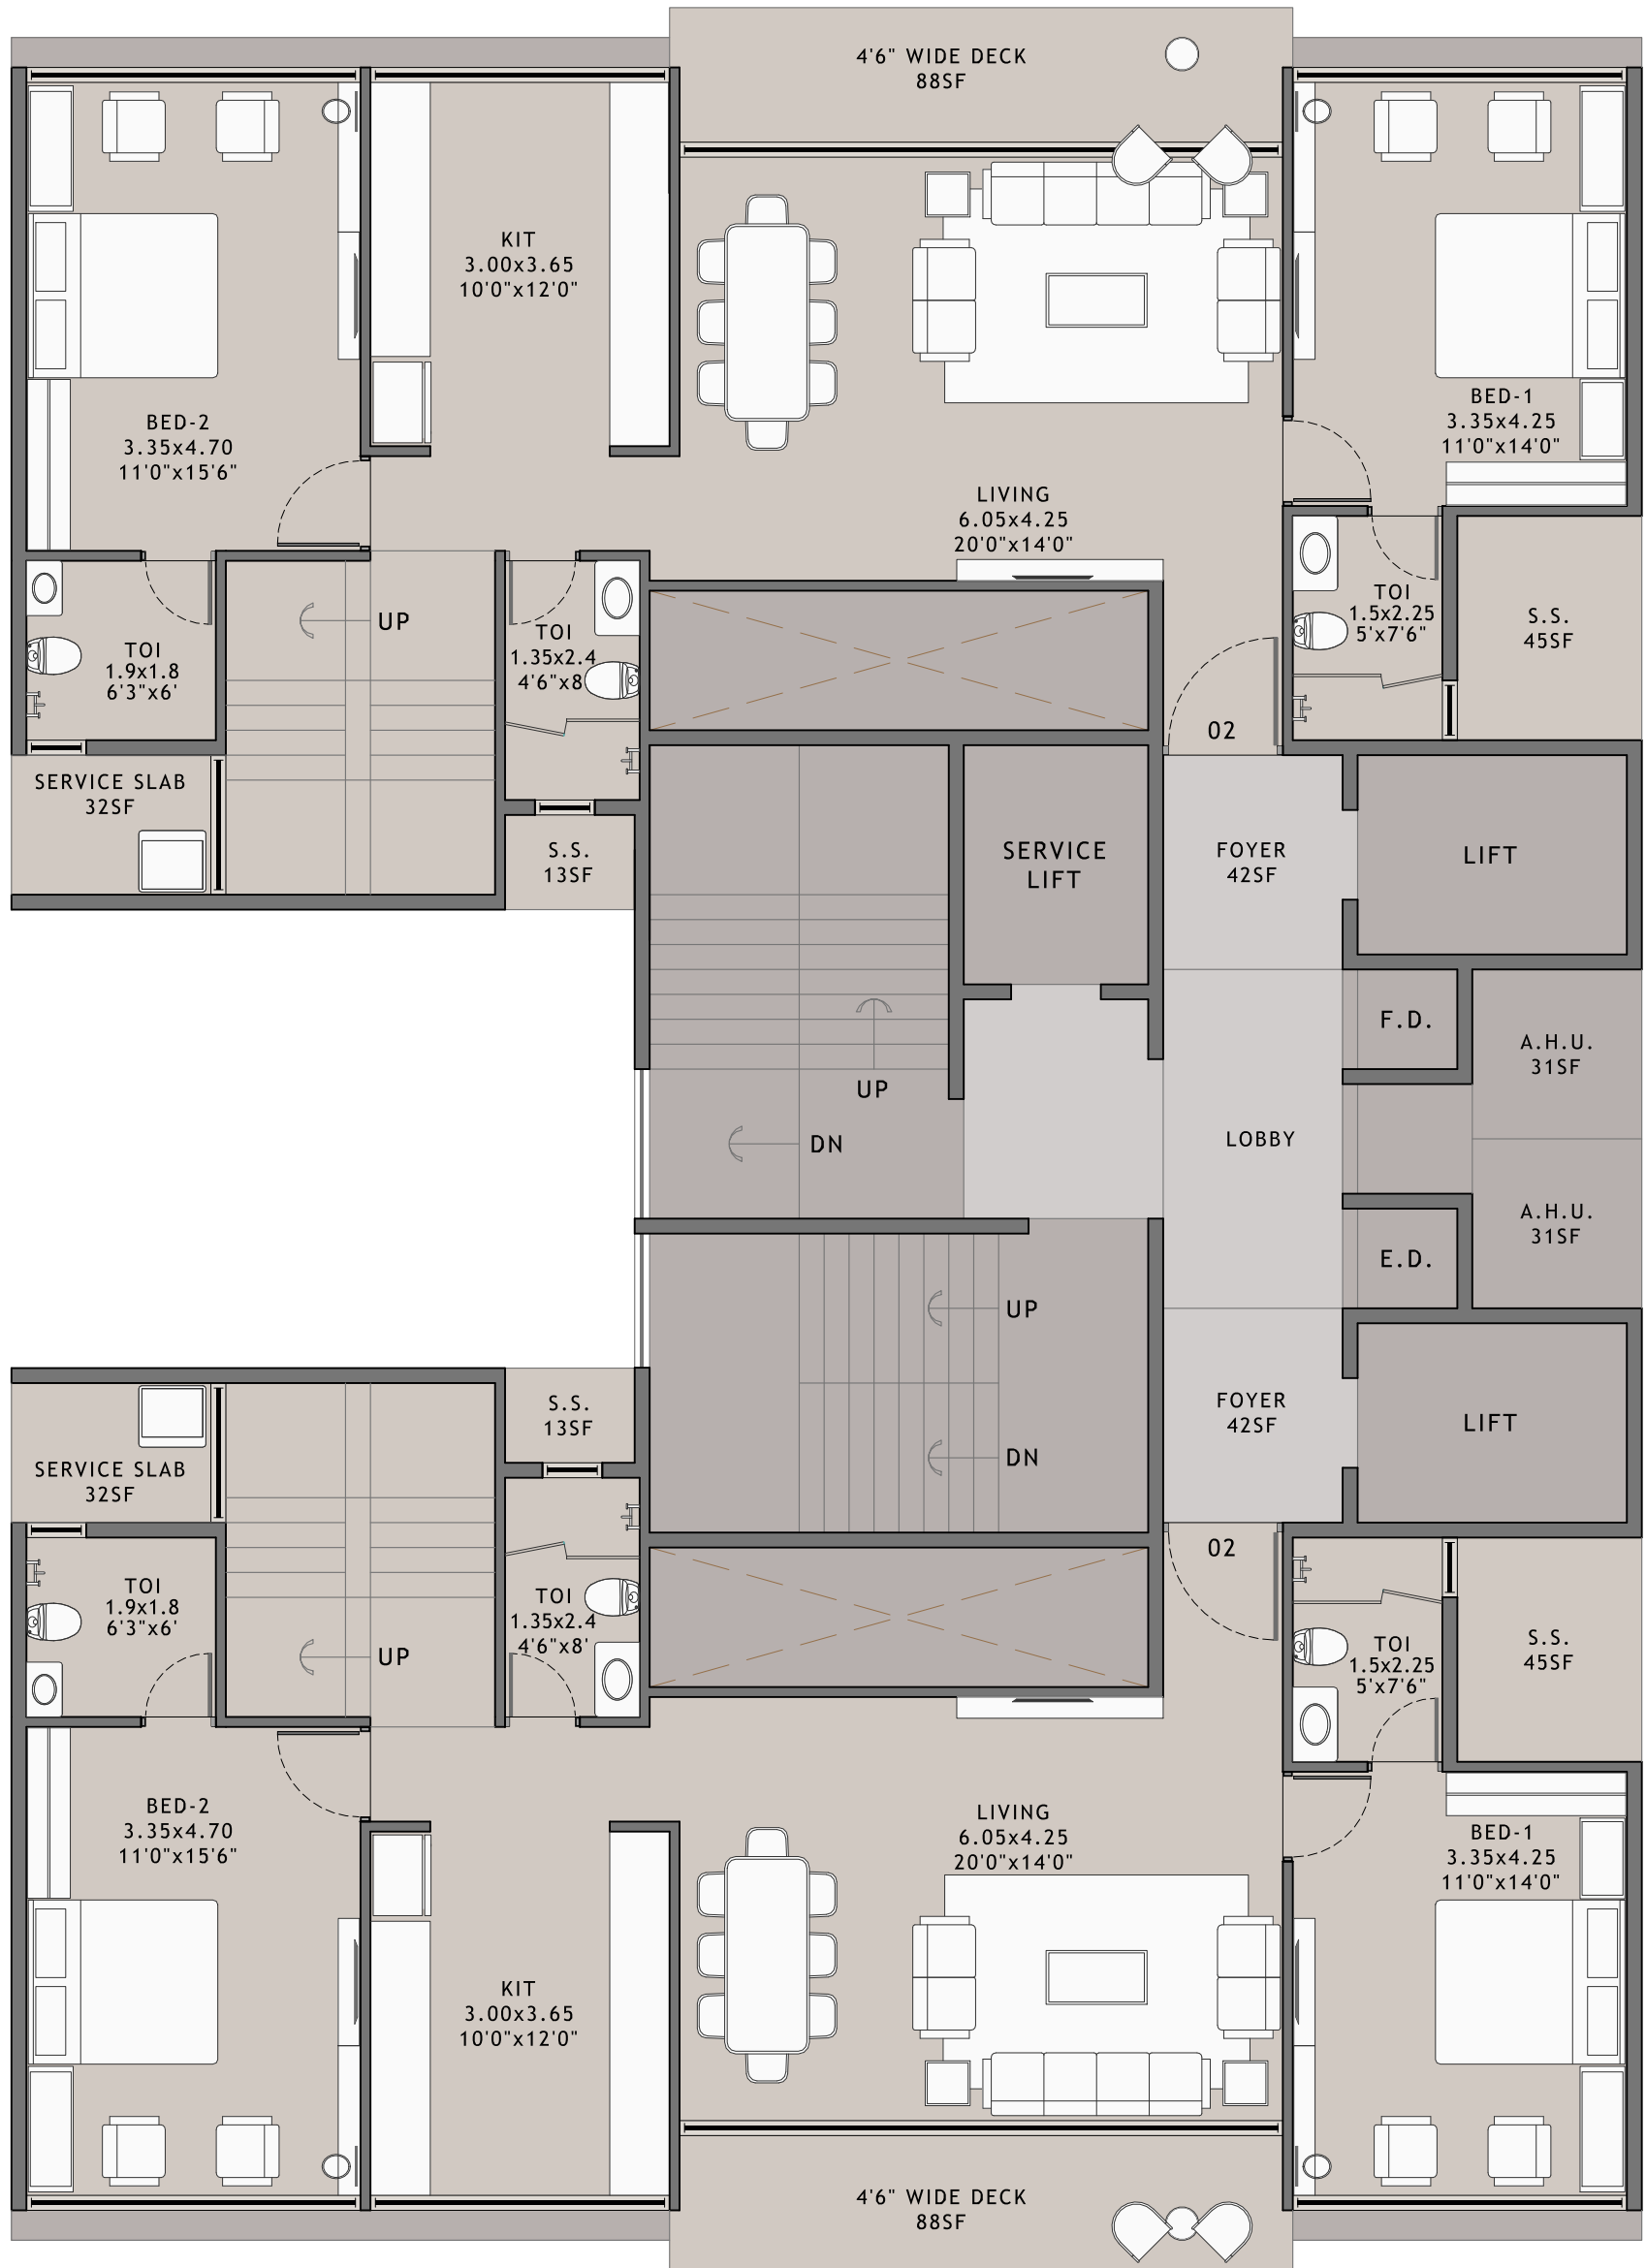 4'6" WIDE DECK
88SF
KIT
3.00x3.65
10'0"x12'0"
BED-2
3.35x4.70
11'0"x15'6"
BED-1
3.35x4.25
11'0"x14'0"
LIVING
6.05x4.25
20'0"x14'0"
UP
TOI
1.35x2.4
4'6"x8
TOI
1.9x1.8
6'3"x6'
TOI
1.5x2.25
5'x7'6"
S.S.
45SF
02
SERVICE SLAB
32SF
S.S.
13SF
SERVICE
LIFT
FOYER
42SF
LIFT
F.D.
A.H.U.
31SF
UP
DN
LOBBY
A.H.U.
31SF
E.D.
UP
DN
FOYER
42SF
LIFT
S.S.
13SF
SERVICE SLAB
32SF
02
TOI
1.9x1.8
6'3"x6'
TOI
1.35x2.4
4'6"x8'
UP
TOI
1.5x2.25
5'x7'6"
S.S.
45SF
BED-2
3.35x4.70
11'0"x15'6"
LIVING
6.05x4.25
20'0"x14'0"
BED-1
3.35x4.25
11'0"x14'0"
KIT
3.00x3.65
10'0"x12'0"
4'6" WIDE DECK
88SF